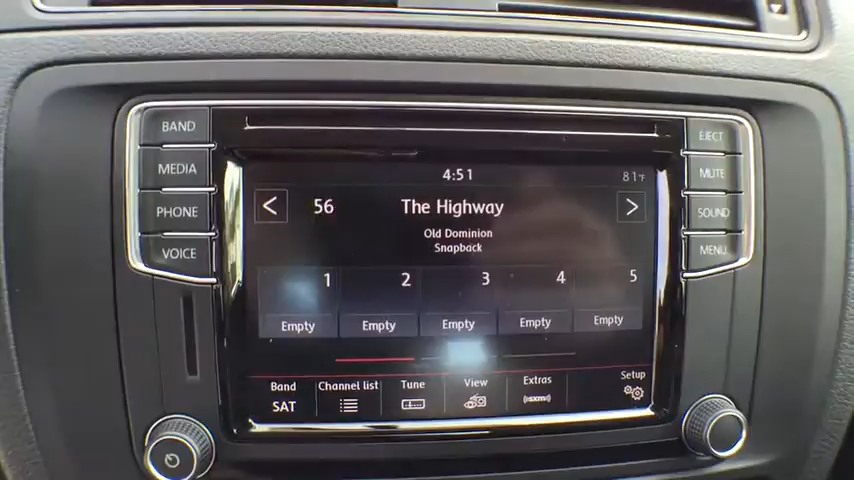 BAND
MEDIA
PHONE
VOICE
EJECT
MUTE
SOUND
MENU
4:51
81°F
<
56
The Highway
>
Old Dominion
Snapback
1 2 3 4 5
Empty Empty Empty Empty Empty
Band Channel list Tune View Extras Setup
SAT
((sxm))